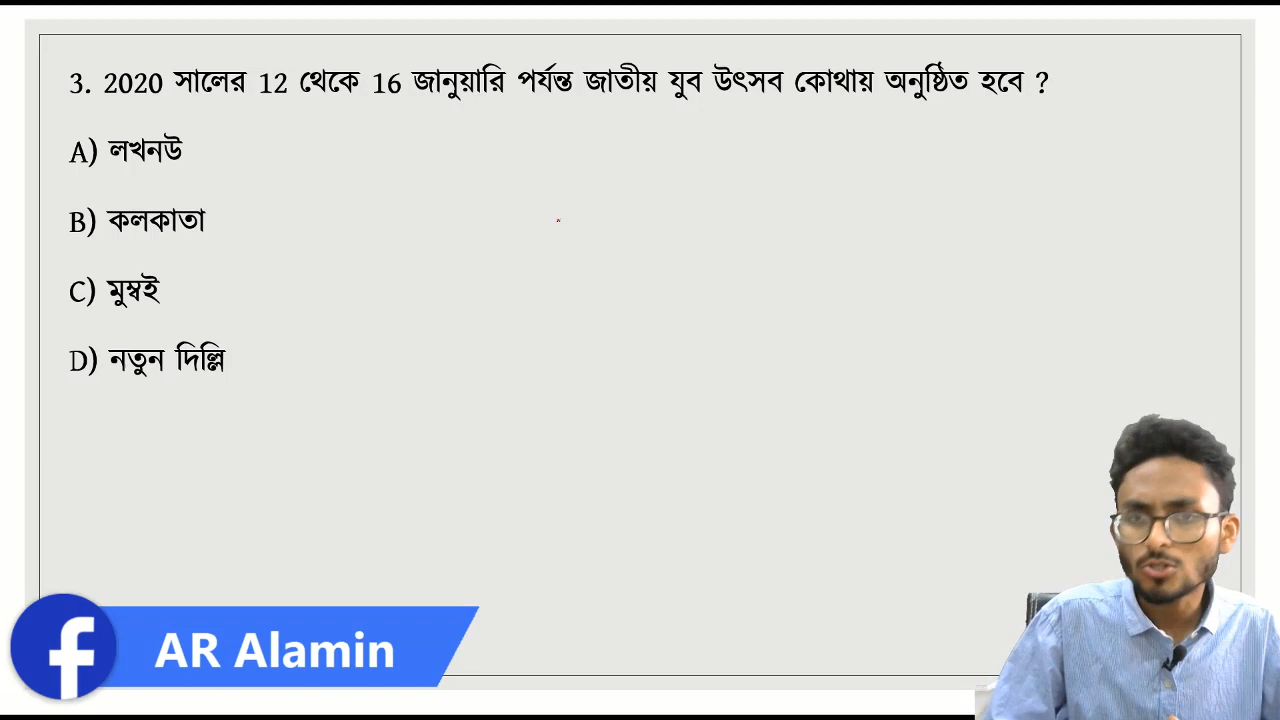 3. 2020 সালের 12 থেকে 16 জানুয়ারি পর্যন্ত জাতীয় যুব উৎসব কোথায় অনুষ্ঠিত হবে ?
A) লখনউ
B) কলকাতা
C) মুম্বই
D) নতুন দিল্লি
AR Alamin